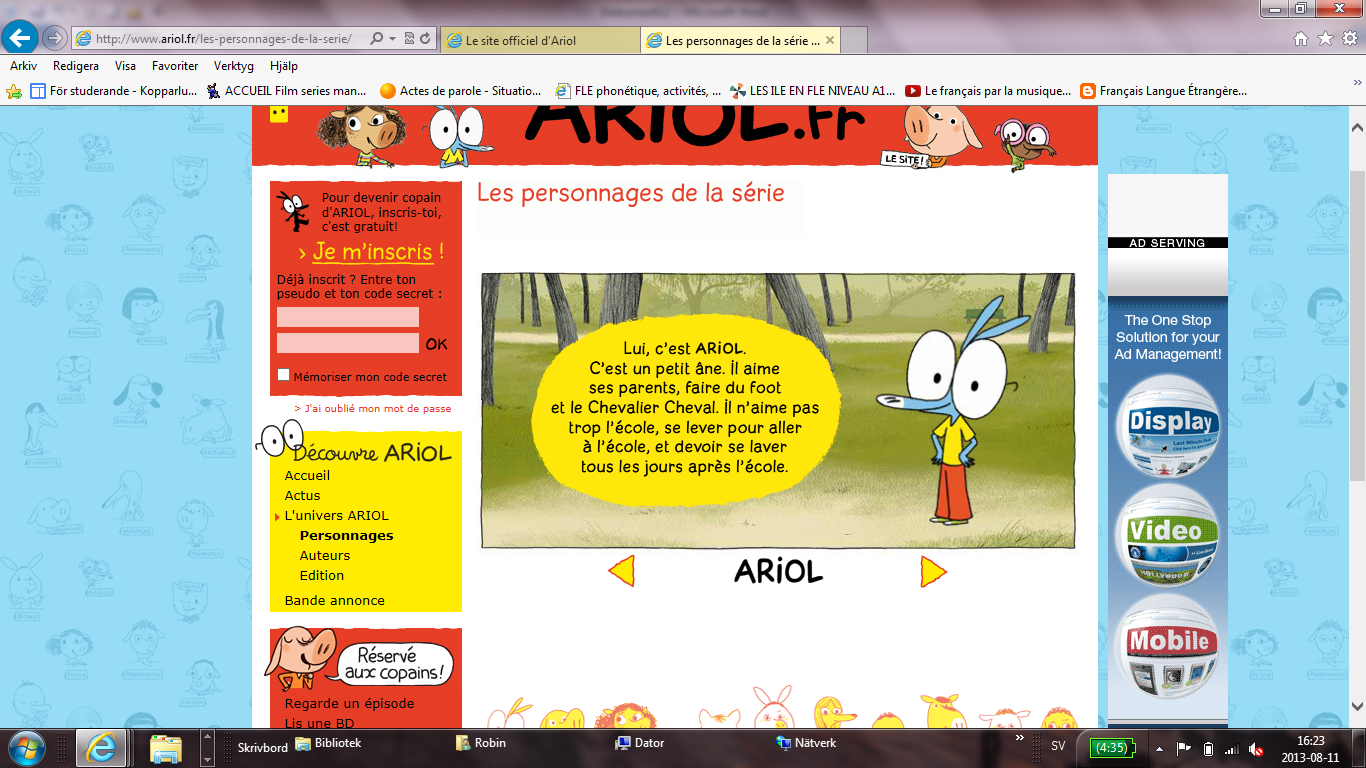 http://www.ariol.fr/les-personnages-de-la-serie/
Le site officiel d'Ariol
Les personnages de la série ...
Arkiv Redigera Visa Favoriter Verktyg Hjälp
För studerande - Kopparlu...
ACCUEIL Film series man...
Actes de parole - Situatio...
FLE phonétique, activités, ...
LES ILE EN FLE NIVEAU A1...
Le français par la musique...
Français Langue Étrangère...
ARiOL.fr
LE SiTE!
Pour devenir copain
d'ARIOL, inscris-toi,
c'est gratuit!
> Je m'inscris !
Déjà inscrit ? Entre ton
pseudo et ton code secret :
OK
Mémoriser mon code secret
> J'ai oublié mon mot de passe
Découvre ARiOL
Accueil
Actus
L'univers ARIOL
Personnages
Auteurs
Edition
Bande annonce
Réservé
aux copains!
Regarde un épisode
Lis une BD
Les personnages de la série
Lui, c'est ARiOL.
C'est un petit âne. Il aime
ses parents, faire du foot
et le Chevalier Cheval. Il n'aime pas
trop l'école, se lever pour aller
à l'école, et devoir se laver
tous les jours après l'école.
ARiOL
AD SERVING
The One Stop
Solution for your
Ad Management!
Display
Video
HOLLYWOOD
Mobile
Skrivbord
Bibliotek
Robin
Dator
Nätverk
SV
(4:35)
16:23
2013-08-11